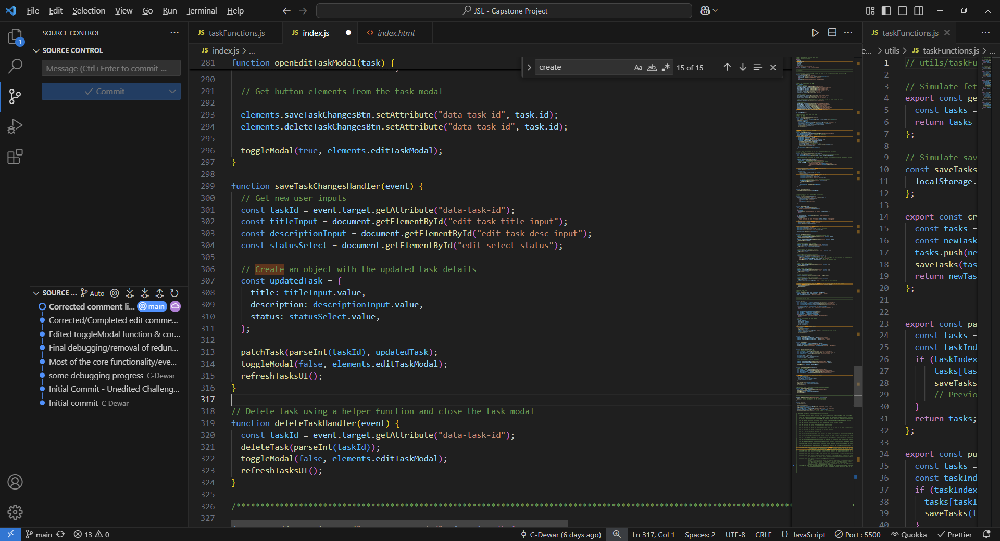 File Edit Selection View Go Run Terminal Help
JSL - Capstone Project
SOURCE CONTROL
SOURCE CONTROL
Message (Ctrl+Enter to commit ...
Commit
1
SOURCE ...
Auto
Corrected comment li... main
Corrected/Completed edit comme...
Edited toggleModal function & cor...
Final debugging/removal of redun...
Most of the core functionality/eve...
some debugging progress C-Dewar
Initial Commit - Unedited Challeng...
Initial commit C Dewar
JS taskFunctions.js
JS index.js
<> index.html
JS index.js > ...
create
Aa ab .*
15 of 15
281 function openEditTaskModal(task) {
290
291 // Get button elements from the task modal
292
293 elements.saveTaskChangesBtn.setAttribute("data-task-id", task.id);
294 elements.deleteTaskChangesBtn.setAttribute("data-task-id", task.id);
295
296 toggleModal(true, elements.editTaskModal);
297 }
298
299 function saveTaskChangesHandler(event) {
300 // Get new user inputs
301 const taskId = event.target.getAttribute("data-task-id");
302 const titleInput = document.getElementById("edit-task-title-input");
303 const descriptionInput = document.getElementById("edit-task-desc-input");
304 const statusSelect = document.getElementById("edit-select-status");
305
306 // Create an object with the updated task details
307 const updatedTask = {
308 title: titleInput.value,
309 description: descriptionInput.value,
310 status: statusSelect.value,
311 };
312
313 patchTask(parseInt(taskId), updatedTask);
314 toggleModal(false, elements.editTaskModal);
315 refreshTasksUI();
316 }
317
318 // Delete task using a helper function and close the task modal
319 function deleteTaskHandler(event) {
320 const taskId = event.target.getAttribute("data-task-id");
321 deleteTask(parseInt(taskId));
322 toggleModal(false, elements.editTaskModal);
323 refreshTasksUI();
324 }
325
326
327
JS taskFunctions.js
e... > utils > JS taskFunctions.js > ...
1 // utils/taskFu
2
3 // Simulate fet
4 export const ge
5 const tasks =
6 return tasks
7 };
8
9 // Simulate sav
10 const saveTasks
11 localStorage.
12 };
13
14 export const cr
15 const tasks =
16 const newTask
17 tasks.push(ne
18 saveTasks(tas
19 return newTas
20 };
21
22
23 export const pa
24 const tasks =
25 const taskInd
26 if (taskIndex
27 tasks[tas
28 saveTasks
29 // Previo
30 }
31 return tasks;
32 };
33
34 export const pu
35 const tasks =
36 const taskInd
37 if (taskIndex
38 tasks[taskI
39 saveTasks(t
40 }
main
13 0
C-Dewar (6 days ago)
Ln 317, Col 1
Spaces: 2
UTF-8
CRLF
{ } JavaScript
Port : 5500
Quokka
Prettier